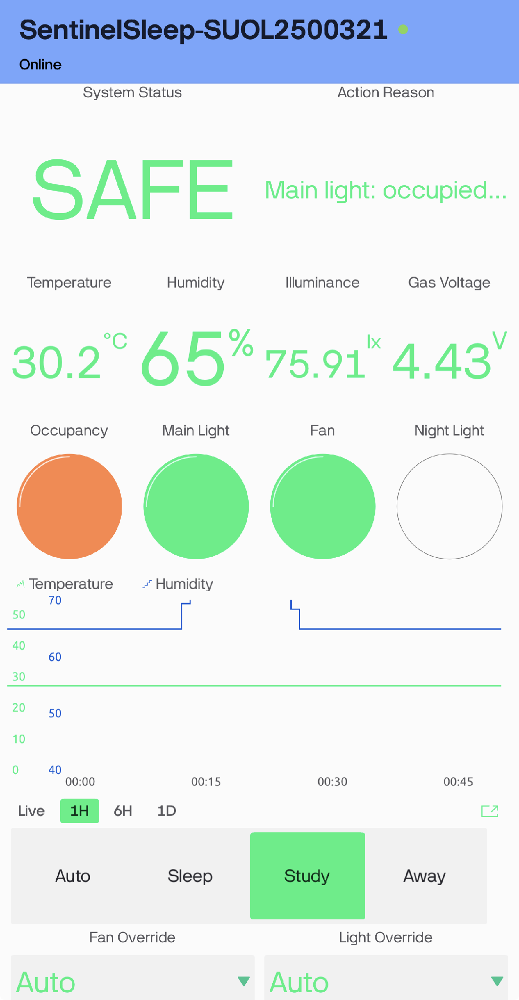 SentinelSleep-SUOL2500321
Online
System Status Action Reason
SAFE Main light: occupied...
Temperature Humidity Illuminance Gas Voltage
30.2 °C 65 % 75.91 lx 4.43 V
Occupancy Main Light Fan Night Light
Temperature Humidity
70
50
40
60
30
20
50
10
0 40
00:00 00:15 00:30 00:45
Live 1H 6H 1D
Auto Sleep Study Away
Fan Override Light Override
Auto Auto